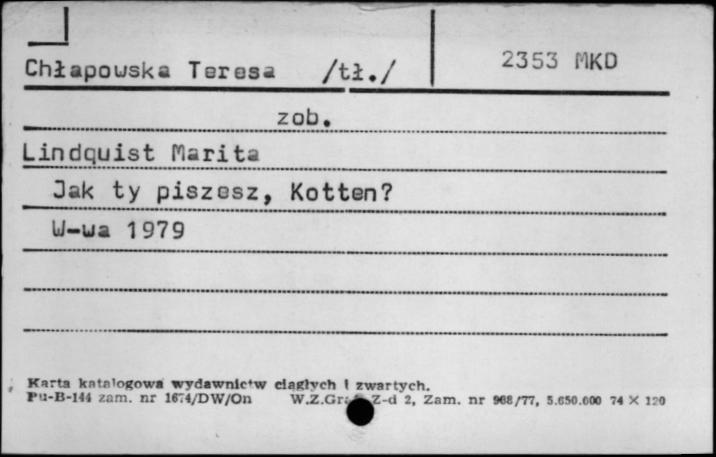 Chłapowska Teresa /tł./ 2353 MKD
zob.
Lindquist Marita
Jak ty piszesz, Kotten?
W-wa 1979
Karta katalogowa wydawnictw ciągłych i zwartych.
Pu-B-144 zam. nr 1674/DW/On W.Z.Graf. Z-d 2, Zam. nr 968/77, 5.650.000 74 X 120